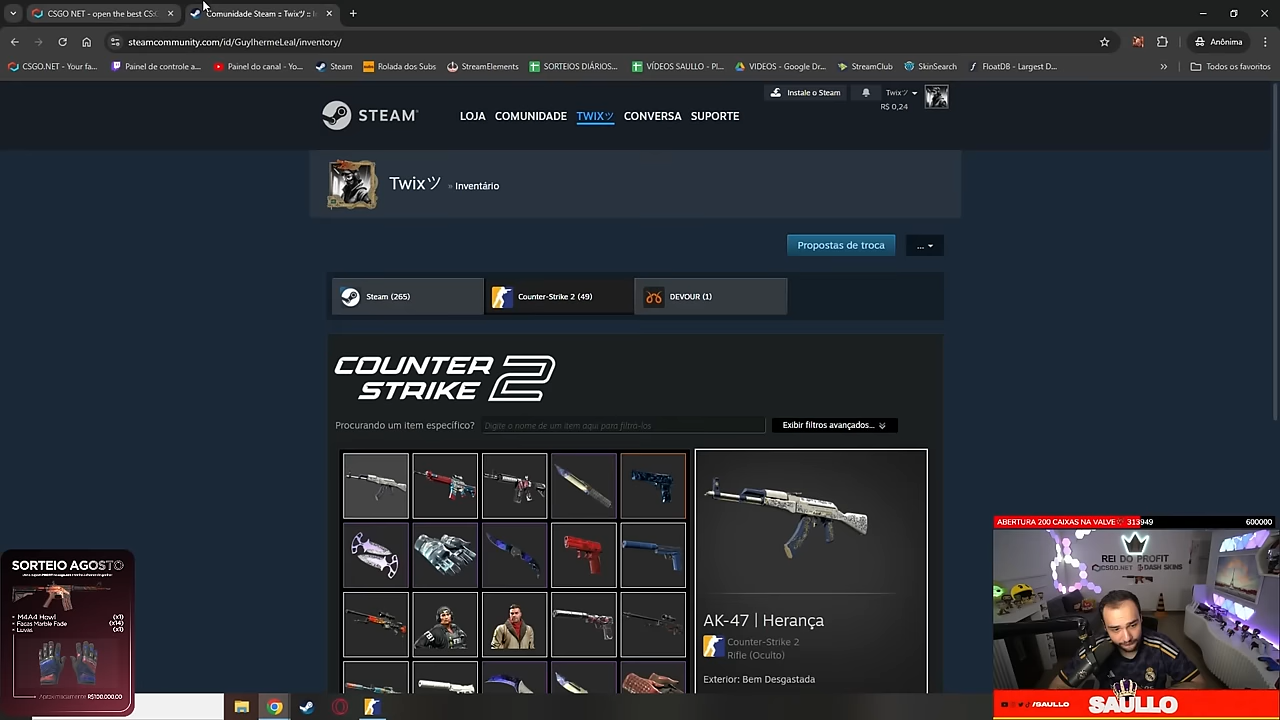 CSGO.NET - open the best CSG
Comunidade Steam :: Twixツ :: I
steamcommunity.com/id/GuylhermeLeal/inventory/
Anônima
CSGO.NET - Your fa...
Painel de controle a...
Painel do canal - Yo...
Steam
Rolada dos Subs
StreamElements
SORTEIOS DIÁRIOS...
VÍDEOS SAULLO - PL...
VIDEOS - Google Dr...
StreamClub
SkinSearch
FloatDB - Largest D...
Todos os favoritos
Instale o Steam
Twixツ
R$ 0,24
STEAM
LOJA
COMUNIDADE
TWIXツ
CONVERSA
SUPORTE
Twixツ
» Inventário
Propostas de troca
...
Steam (265)
Counter-Strike 2 (49)
DEVOUR (1)
COUNTER
STRIKE 2
Procurando um item específico?
Digite o nome de um item aqui para filtrá-los
Exibir filtros avançados...
AK-47 | Herança
Counter-Strike 2
Rifle (Oculto)
Exterior: Bem Desgastada
ABERTURA 200 CAIXAS NA VALVE
313949
600000
REI DO PROFIT
CSGO.NET
DASH SKINS
/SAULLO
SAULLO
SORTEIO AGOSTO
M4A4 Howl
(x1)
Facas Marble Fade
(x14)
Luvas
(x1)
Aproximadamente R$100.000,00